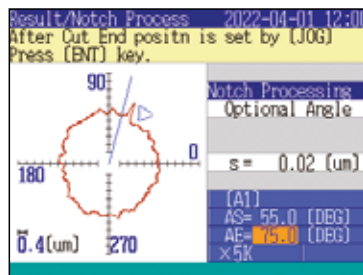 Result/Notch Process 2022-04-01 12:00
After Cut End positn is set by [JOG]
Press [ENT] key.
90
Notch Processing
Optional Angle
0
180
s = 0.02 (um)
[A1]
AS= 55.0 (DEG)
AE= 75.0 (DEG)
×5K
0.4(um)
270